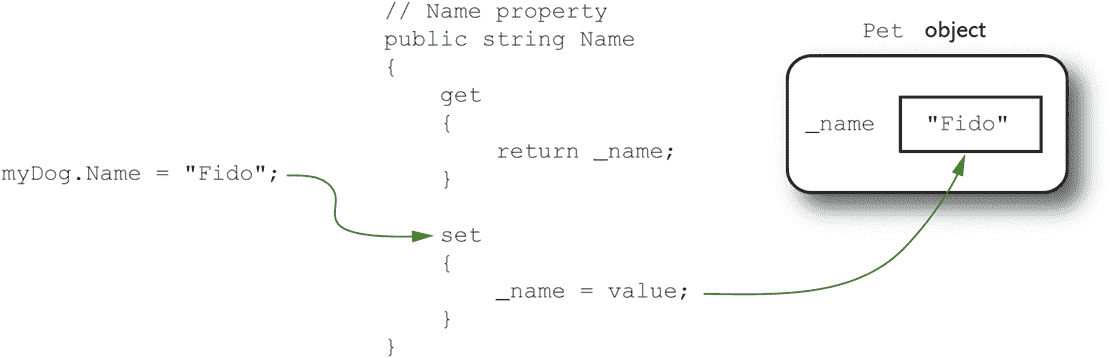 // Name property
public string Name
{
    get
    {
        return _name;
    }

    set
    {
        _name = value;
    }
}
myDog.Name = "Fido";
Pet object
_name "Fido"